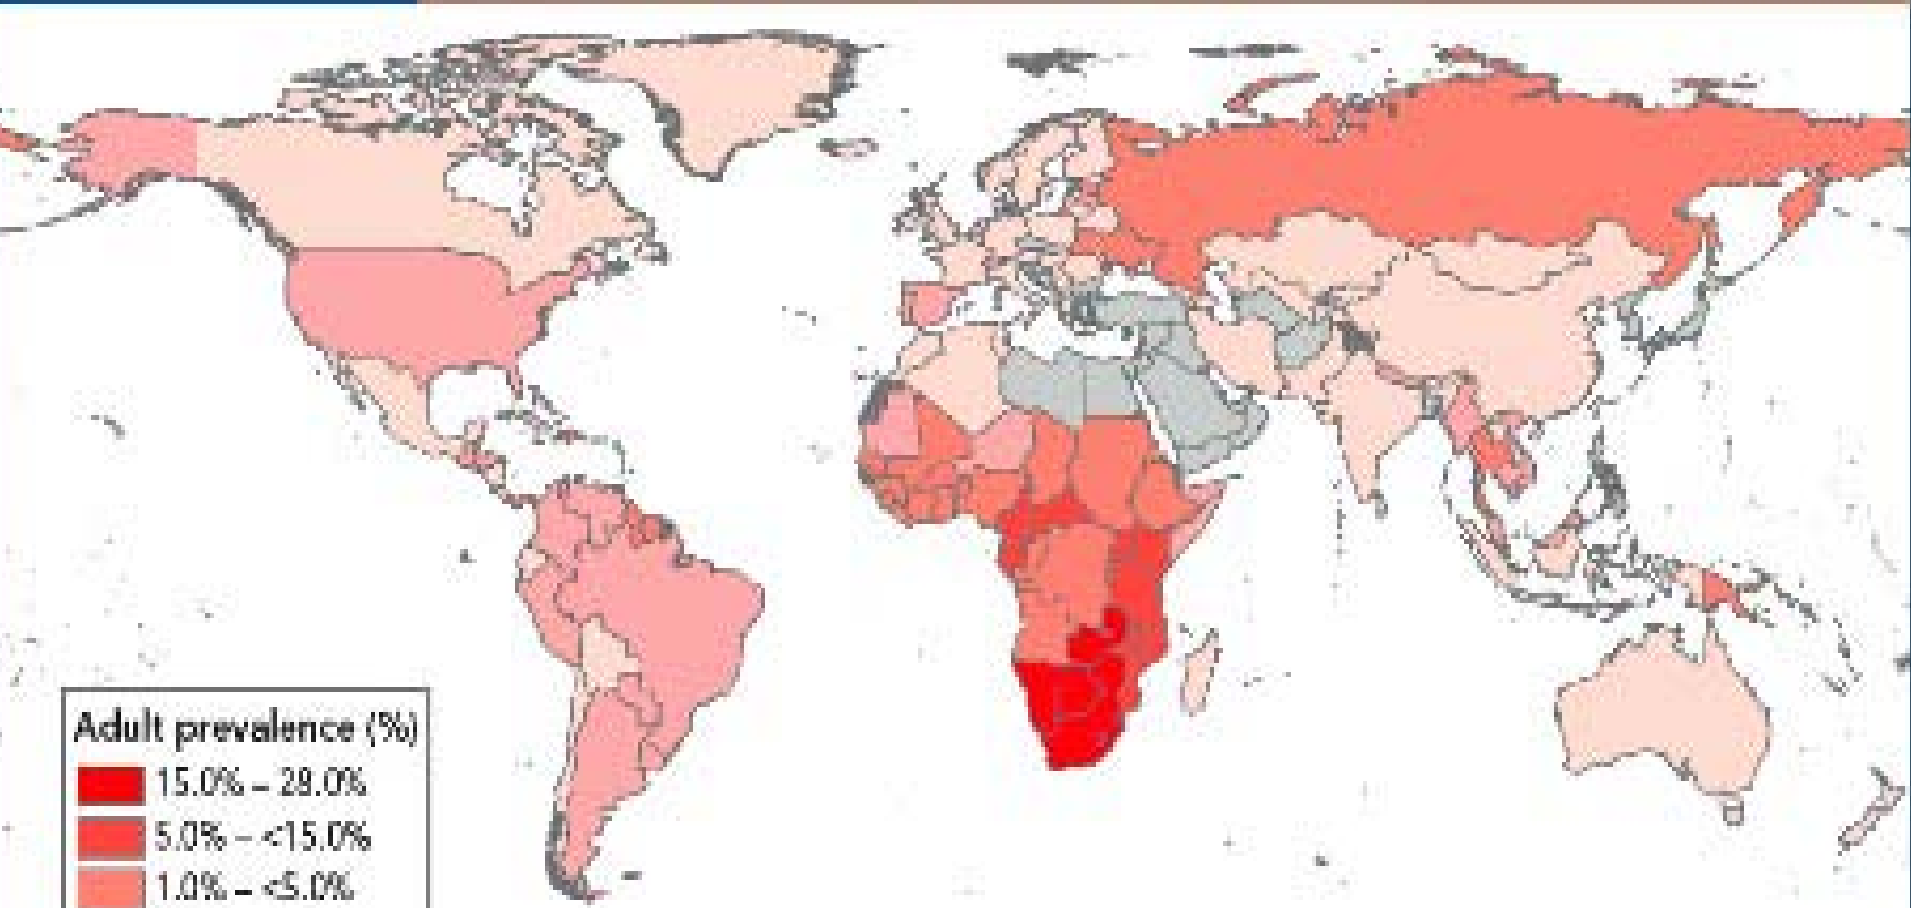 Adult prevalence (%)
15.0% – 28.0%
5.0% – <15.0%
1.0% – <5.0%